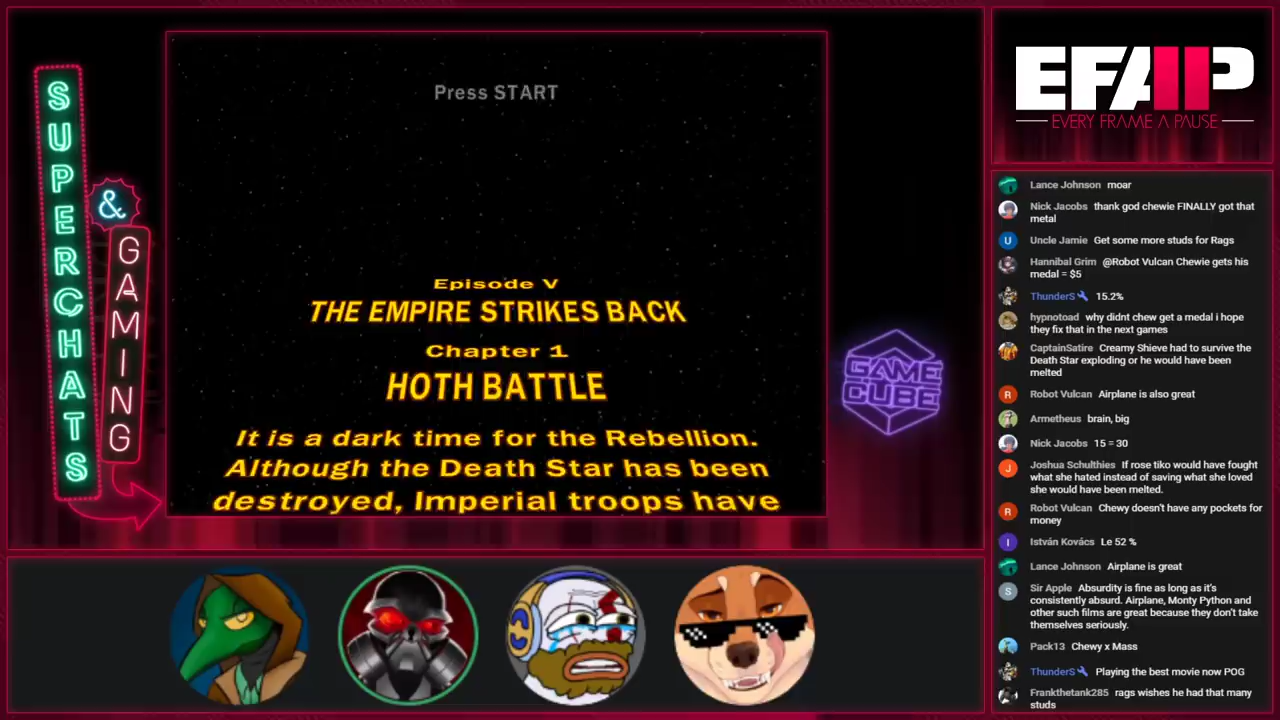 SUPERCHATS
&
GAMING
Press START
Episode V
THE EMPIRE STRIKES BACK
Chapter 1
HOTH BATTLE
It is a dark time for the Rebellion.
Although the Death Star has been
destroyed, Imperial troops have
GAME
CUBE
EFAP
EVERY FRAME A PAUSE
Lance Johnson moar
Nick Jacobs thank god chewie FINALLY got that
metal
U Uncle Jamie Get some more studs for Rags
Hannibal Grim @Robot Vulcan Chewie gets his
medal = $5
ThunderS 15.2%
hypnotoad why didnt chew get a medal i hope
they fix that in the next games
CaptainSatire Creamy Shieve had to survive the
Death Star exploding or he would have been
melted
R Robot Vulcan Airplane is also great
Armetheus brain, big
Nick Jacobs 15 = 30
J Joshua Schulthies If rose tiko would have fought
what she hated instead of saving what she loved
she would have been melted.
R Robot Vulcan Chewy doesn't have any pockets for
money
I István Kovács Le 52 %
Lance Johnson Airplane is great
S Sir Apple Absurdity is fine as long as it's
consistently absurd. Airplane, Monty Python and
other such films are great because they don't take
themselves seriously.
Pack13 Chewy x Mass
ThunderS Playing the best movie now POG
Frankthetank285 rags wishes he had that many
studs